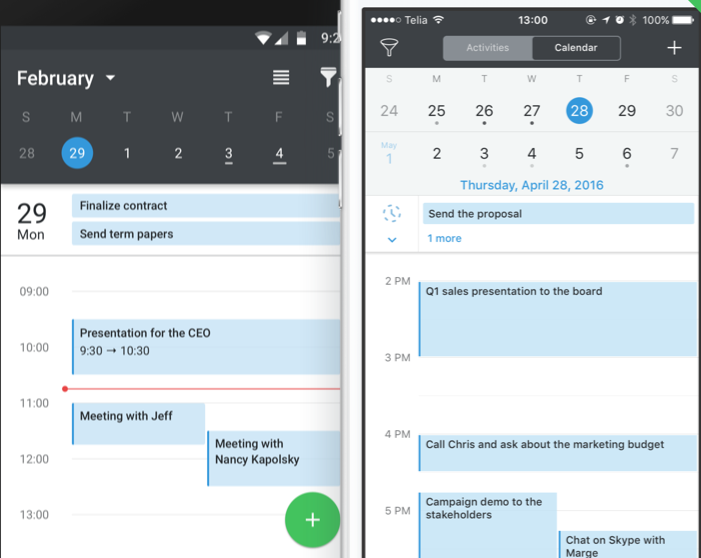 9:2
February
S M T W T F S
28 29 1 2 3 4 5
29
Mon
Finalize contract
Send term papers
09:00
Presentation for the CEO
9:30 → 10:30
10:00
11:00
Meeting with Jeff
Meeting with
Nancy Kapolsky
12:00
13:00
+
Telia 13:00 100%
Activities Calendar +
S M T W T F S
24 25 26 27 28 29 30
May
1 2 3 4 5 6 7
Thursday, April 28, 2016
Send the proposal
1 more
2 PM
Q1 sales presentation to the board
3 PM
4 PM
Call Chris and ask about the marketing budget
Campaign demo to the
stakeholders
5 PM
Chat on Skype with
Marge